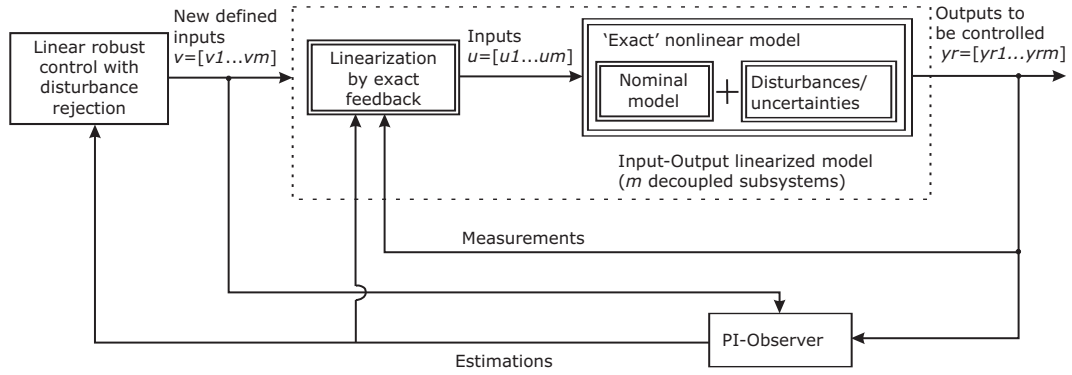 Linear robust
control with
disturbance
rejection
New defined
inputs
v=[v1...vm]
Linearization
by exact
feedback
Inputs
u=[u1...um]
‘Exact’ nonlinear model
Nominal
model
+
Disturbances/
uncertainties
Outputs to
be controlled
yr=[yr1...yrm]
Input-Output linearized model
(m decoupled subsystems)
Measurements
PI-Observer
Estimations